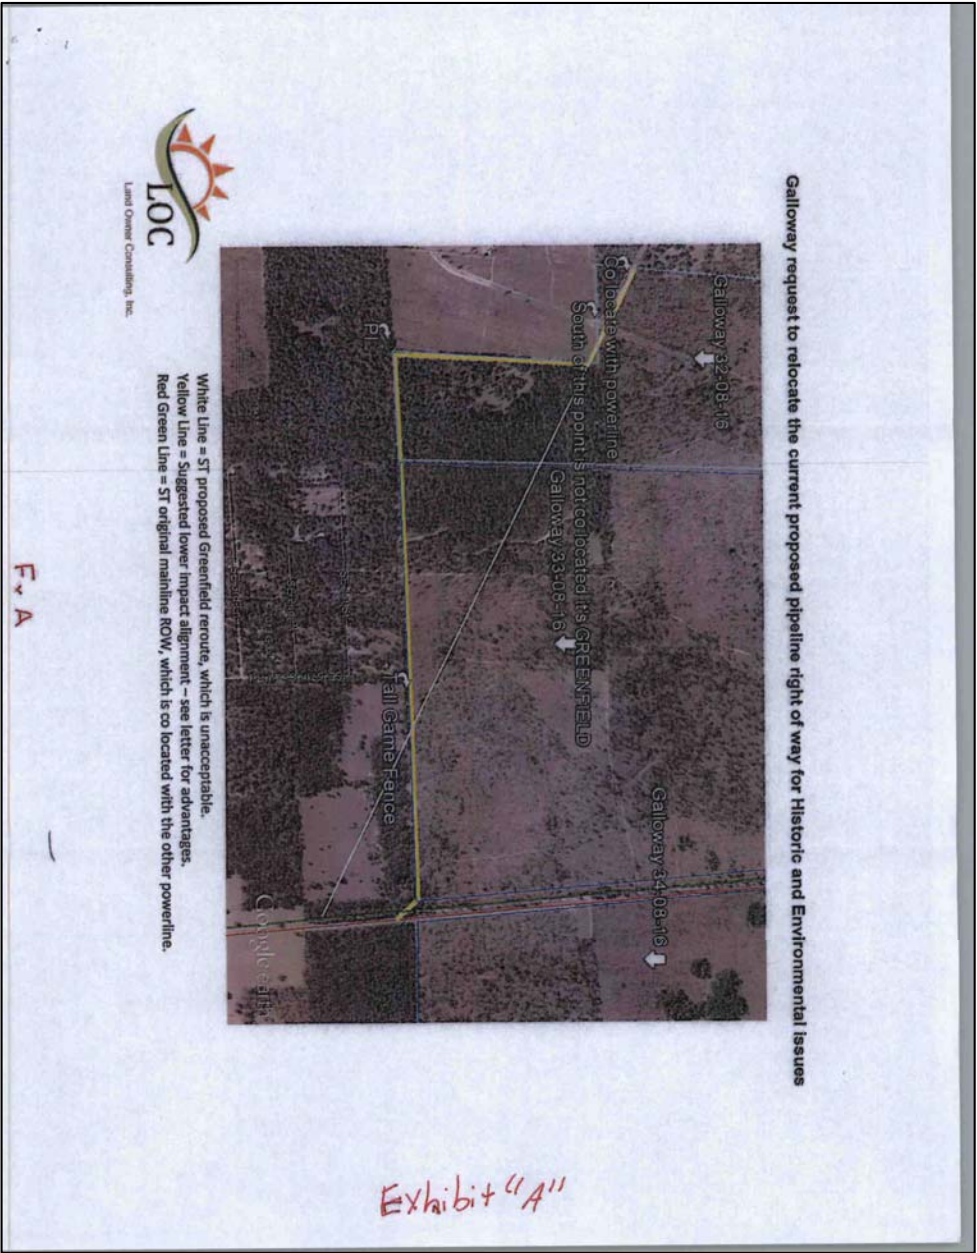 Galloway request to relocate the current proposed pipeline right of way for Historic and Environmental issues
Galloway 32-08-16
Co locate with powerline
South of this point is not co located it's GREENFIELD
Galloway 33-08-16
Galloway 34-08-16
PI
Tall Game Fence
Google earth
White Line = ST proposed Greenfield reroute, which is unacceptable.
Yellow Line = Suggested lower impact alignment – see letter for advantages.
Red Green Line = ST original mainline ROW, which is co located with the other powerline.
LOC
Land Owner Consulting, Inc.
Exhibit "A"
Ex A